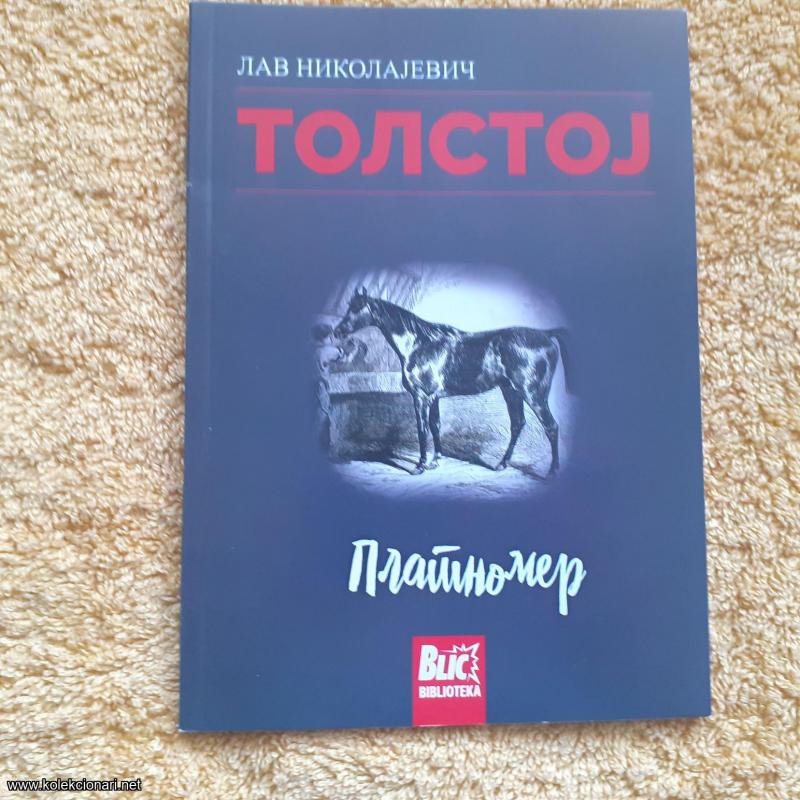 ЛАВ НИКОЛАЈЕВИЧ
ТОЛСТОЈ
Платномер
BLIC
BIBLIOTEKA
www.kolekcionari.net